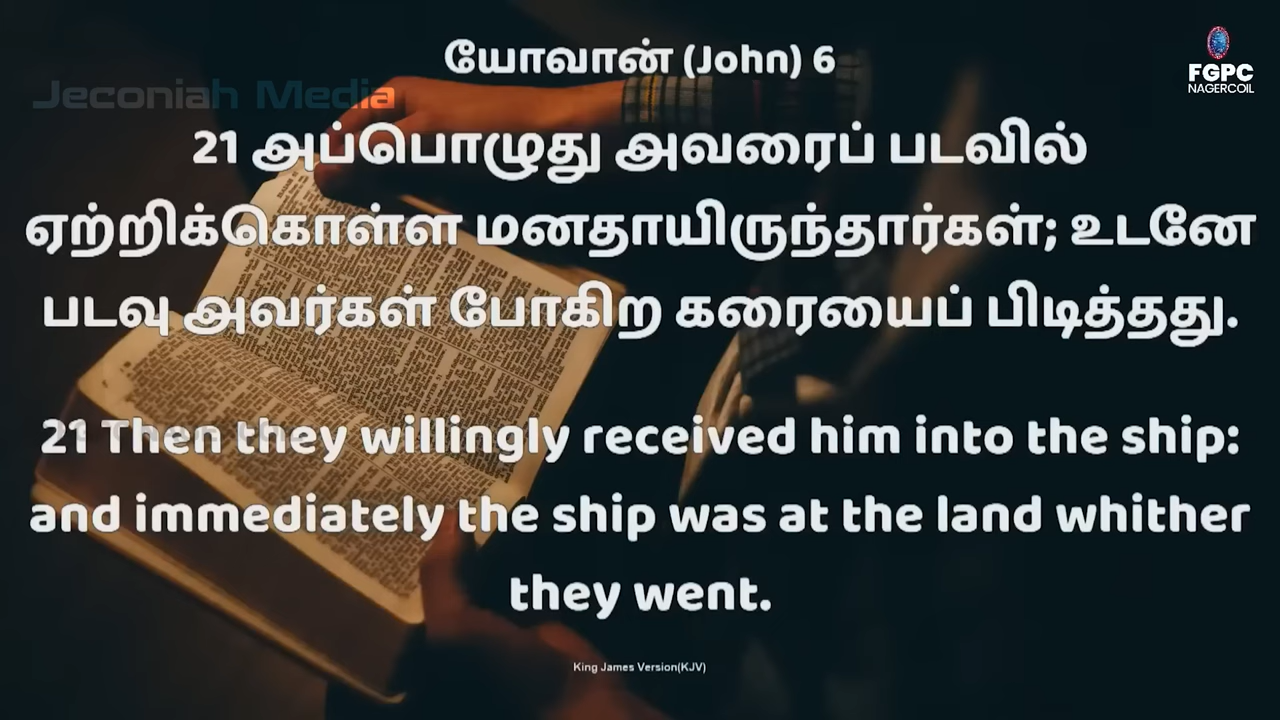 யோவான் (John) 6
FGPC
NAGERCOIL
Jeconiah Media
21 அப்பொழுது அவரைப் படவில்
ஏற்றிக்கொள்ள மனதாயிருந்தார்கள்; உடனே
படவு அவர்கள் போகிற கரையைப் பிடித்தது.
21 Then they willingly received him into the ship:
and immediately the ship was at the land whither
they went.
King James Version(KJV)